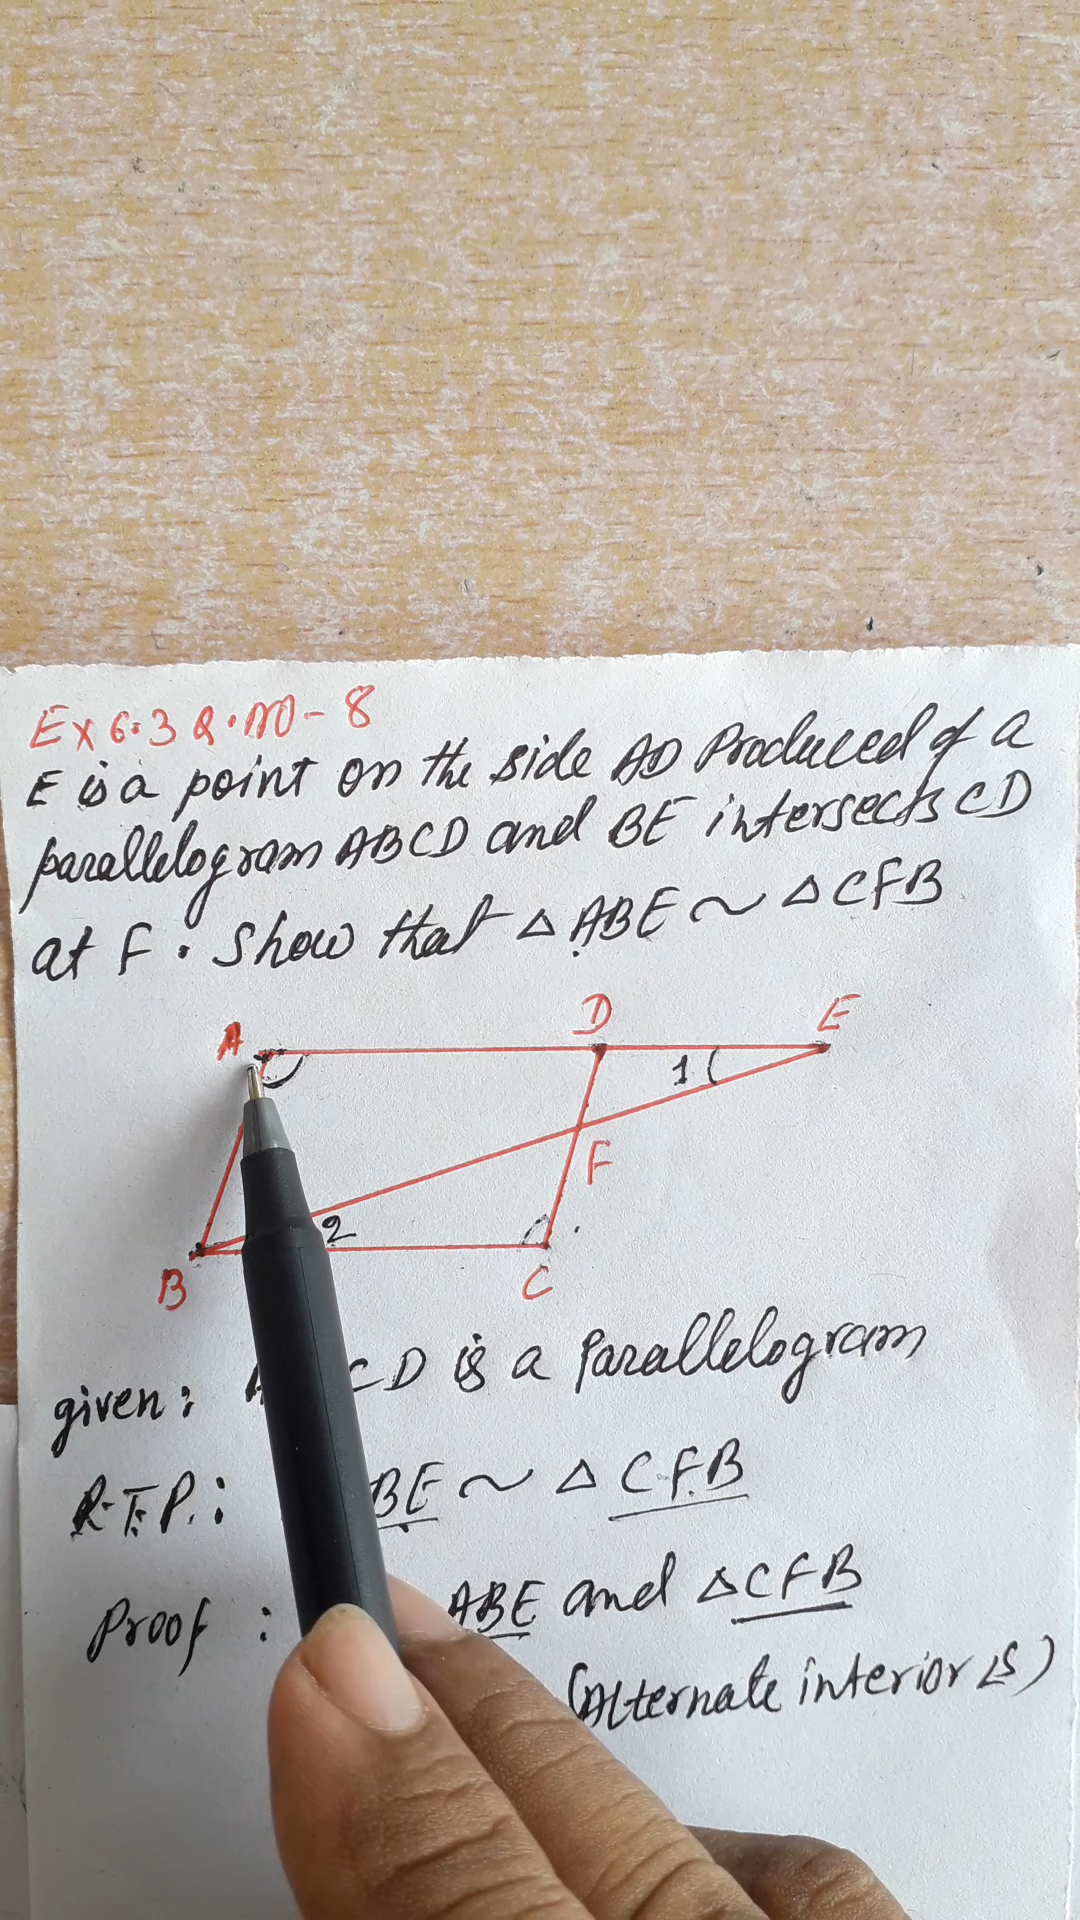 Ex 6.3 Q.NO - 8
E is a point on the side AD Produced of a
parallelogram ABCD and BE intersects CD
at F. Show that △ ABE ~ △ CFB
A D E
1
F
2
B C
given: CD is a Parallelogram
R.T.P.: BE ~ △ CFB
Proof : ABE and △CFB
(Alternate interior ∠s)